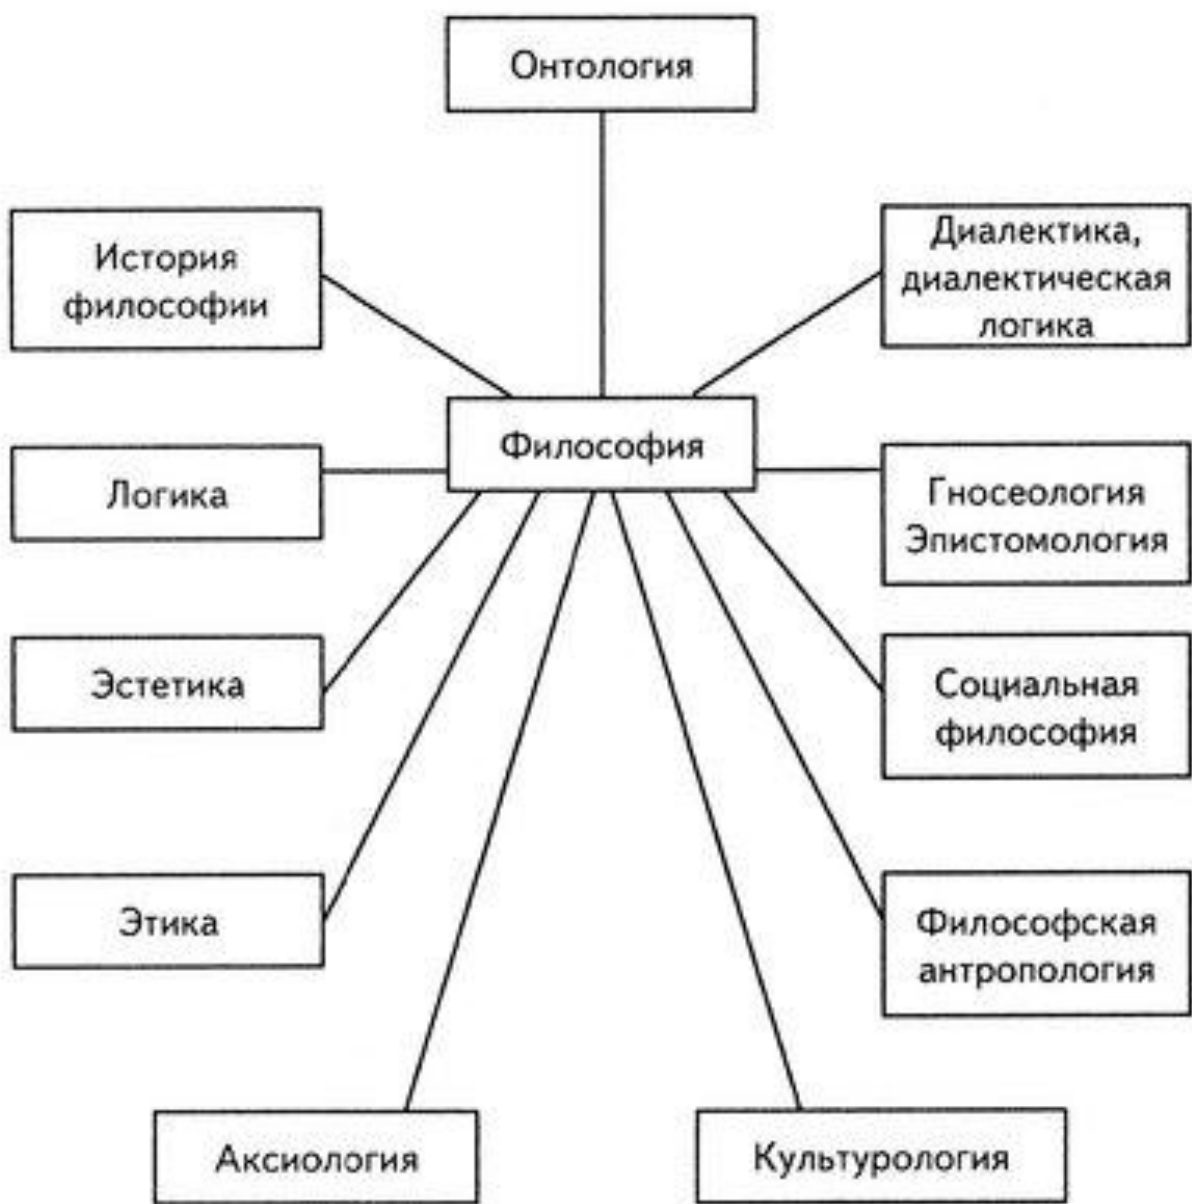 Онтология
История
философии
Диалектика,
диалектическая
логика
Философия
Логика
Гносеология
Эпистомология
Эстетика
Социальная
философия
Этика
Философская
антропология
Аксиология
Культурология